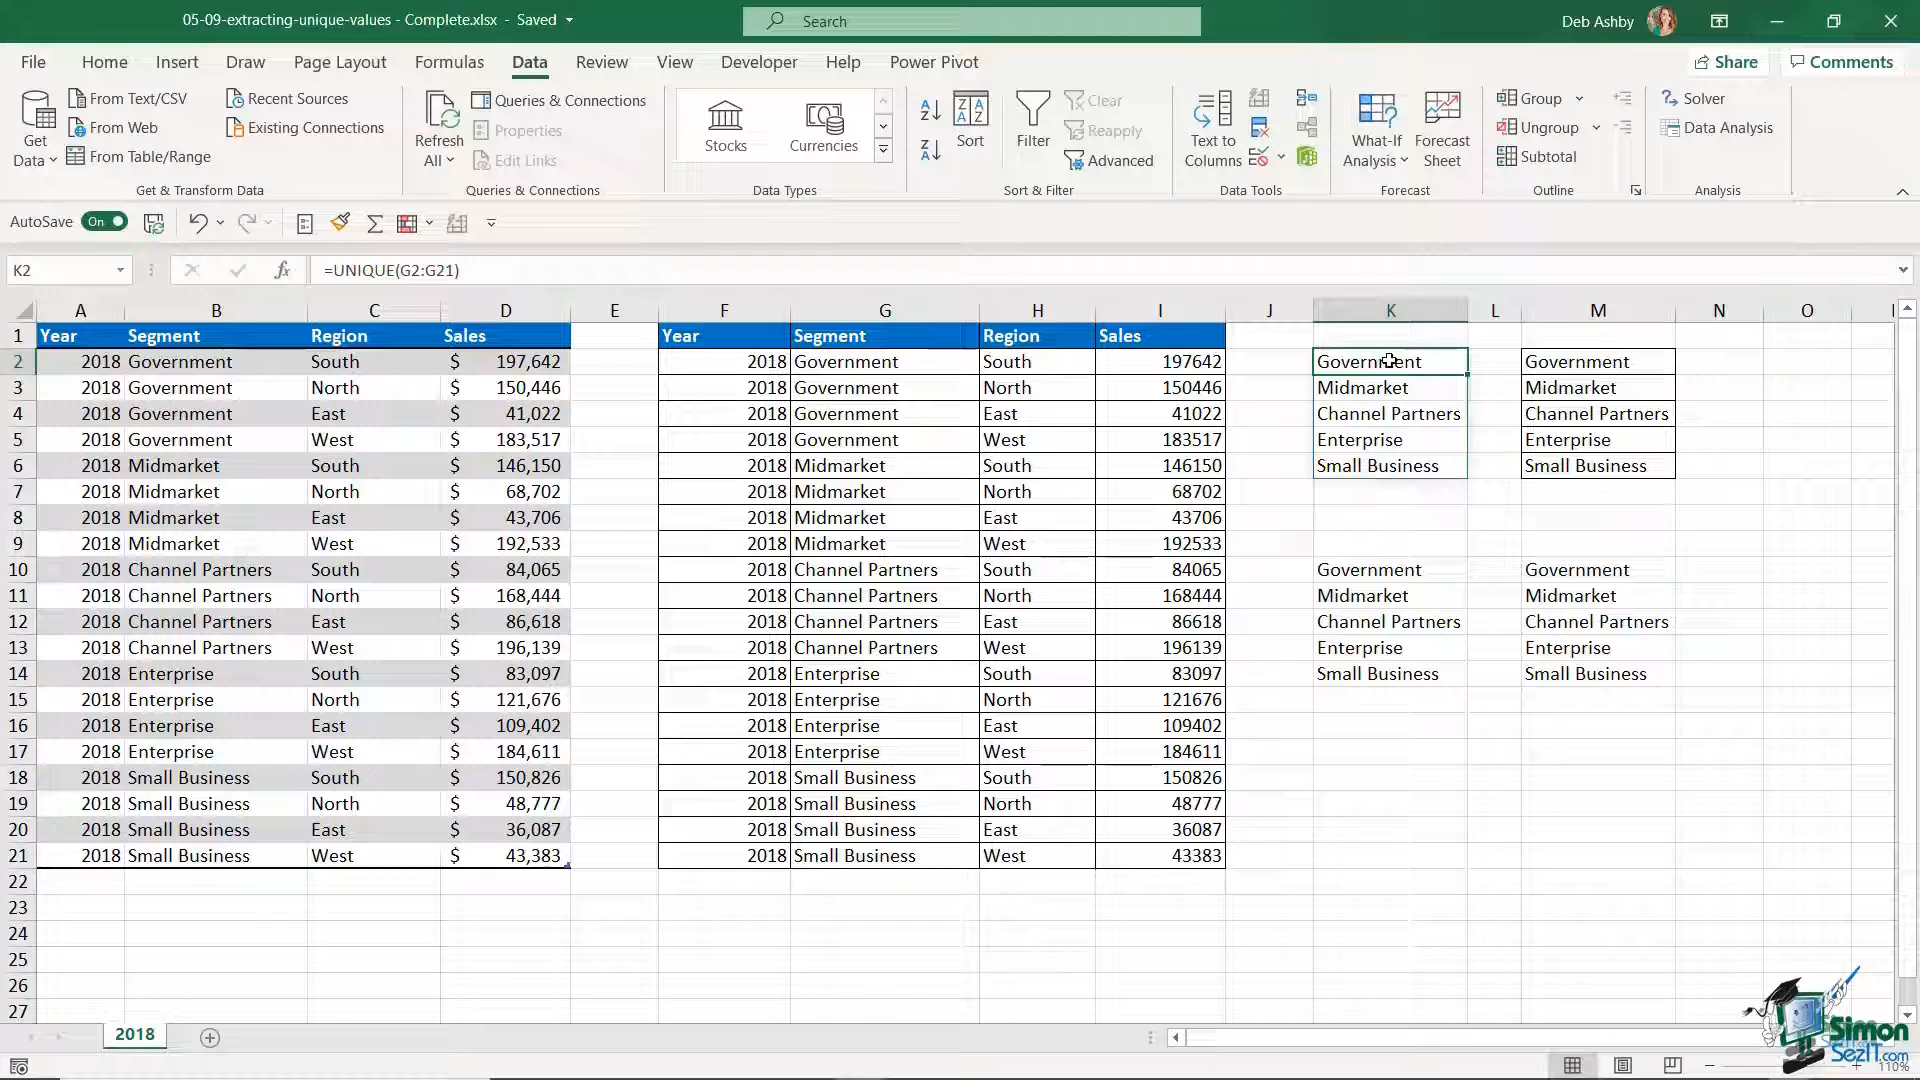 05-09-extracting-unique-values - Complete.xlsx - Saved
Search
Deb Ashby
File Home Insert Draw Page Layout Formulas Data Review View Developer Help Power Pivot Share Comments
Get Data
From Text/CSV
From Web
From Table/Range
Recent Sources
Existing Connections
Get & Transform Data
Refresh All
Queries & Connections
Properties
Edit Links
Queries & Connections
Stocks
Currencies
Data Types
Sort
Filter
Clear
Reapply
Advanced
Sort & Filter
Text to Columns
Data Tools
What-If Analysis
Forecast Sheet
Forecast
Group
Ungroup
Subtotal
Outline
Solver
Data Analysis
Analysis
AutoSave On
K2 fx =UNIQUE(G2:G21)
A B C D E F G H I J K L M N O
1 Year Segment Region Sales Year Segment Region Sales
2 2018 Government South $ 197,642 2018 Government South 197642 Government Government
3 2018 Government North $ 150,446 2018 Government North 150446 Midmarket Midmarket
4 2018 Government East $ 41,022 2018 Government East 41022 Channel Partners Channel Partners
5 2018 Government West $ 183,517 2018 Government West 183517 Enterprise Enterprise
6 2018 Midmarket South $ 146,150 2018 Midmarket South 146150 Small Business Small Business
7 2018 Midmarket North $ 68,702 2018 Midmarket North 68702
8 2018 Midmarket East $ 43,706 2018 Midmarket East 43706
9 2018 Midmarket West $ 192,533 2018 Midmarket West 192533
10 2018 Channel Partners South $ 84,065 2018 Channel Partners South 84065 Government Government
11 2018 Channel Partners North $ 168,444 2018 Channel Partners North 168444 Midmarket Midmarket
12 2018 Channel Partners East $ 86,618 2018 Channel Partners East 86618 Channel Partners Channel Partners
13 2018 Channel Partners West $ 196,139 2018 Channel Partners West 196139 Enterprise Enterprise
14 2018 Enterprise South $ 83,097 2018 Enterprise South 83097 Small Business Small Business
15 2018 Enterprise North $ 121,676 2018 Enterprise North 121676
16 2018 Enterprise East $ 109,402 2018 Enterprise East 109402
17 2018 Enterprise West $ 184,611 2018 Enterprise West 184611
18 2018 Small Business South $ 150,826 2018 Small Business South 150826
19 2018 Small Business North $ 48,777 2018 Small Business North 48777
20 2018 Small Business East $ 36,087 2018 Small Business East 36087
21 2018 Small Business West $ 43,383 2018 Small Business West 43383
22
23
24
25
26
27
2018
Simon
SezIT.com
110%